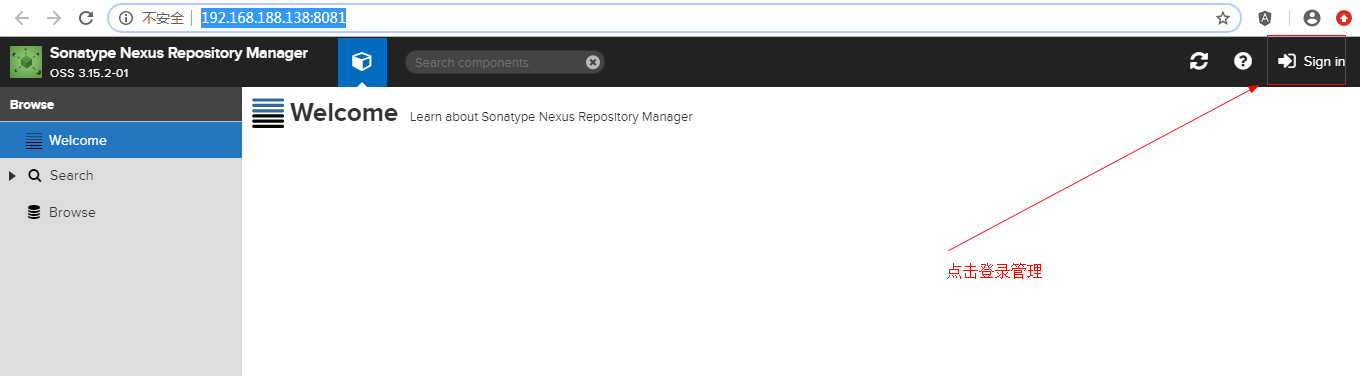 不安全 192.168.188.138:8081
Sonatype Nexus Repository Manager
OSS 3.15.2-01
Search components
Sign in
Browse
Welcome
Search
Browse
Welcome Learn about Sonatype Nexus Repository Manager
点击登录管理